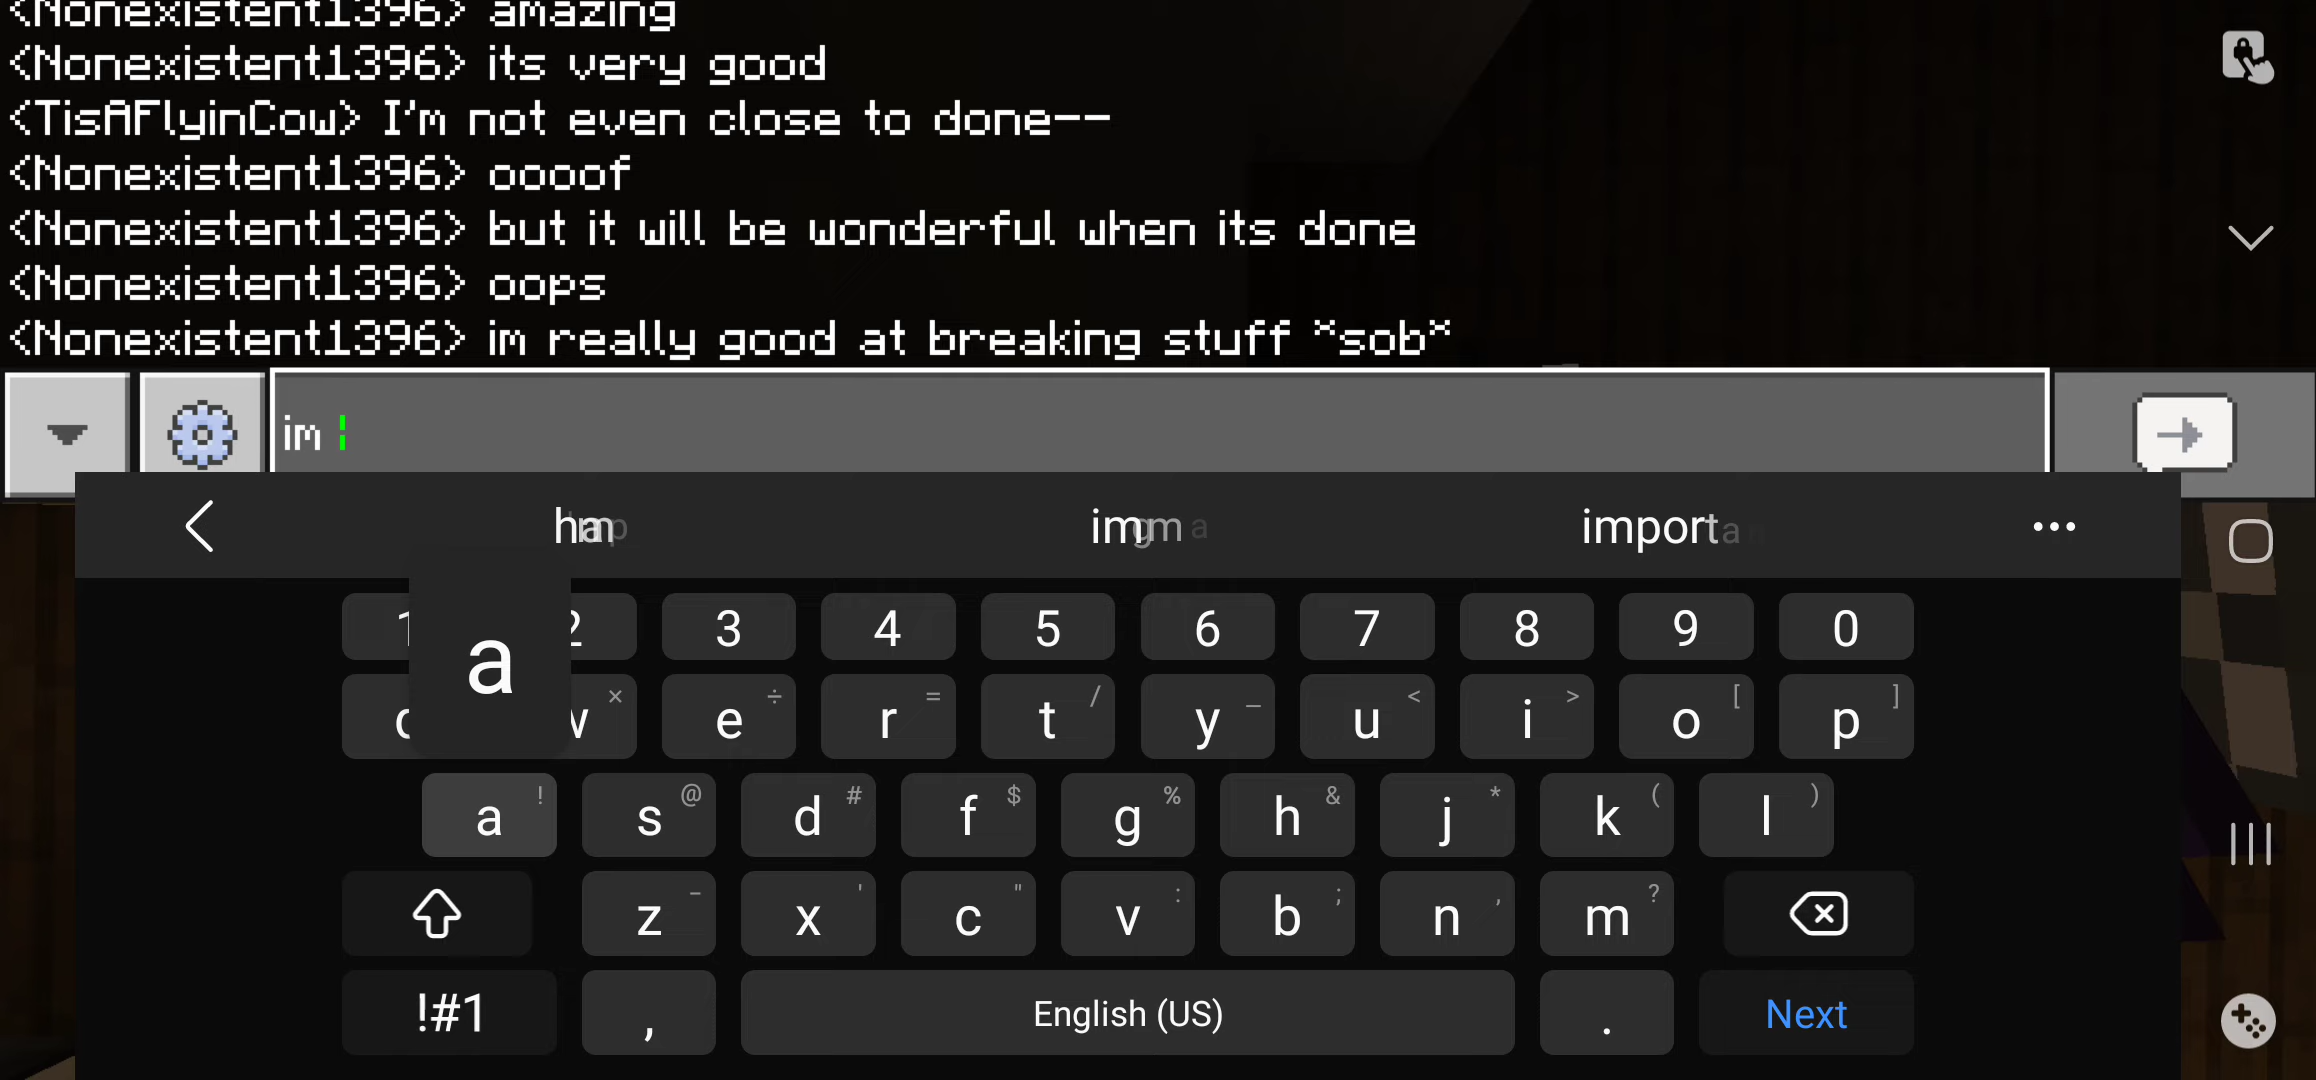 <Nonexistent1396> amazing
<Nonexistent1396> its very good
<TisAFlyinCow> I'm not even close to done--
<Nonexistent1396> oooof
<Nonexistent1396> but it will be wonderful when its done
<Nonexistent1396> oops
<Nonexistent1396> im really good at breaking stuff *sob*
im
import
1 2 3 4 5 6 7 8 9 0
a
q w × e ÷ r = t / y _ u < i > o [ p ]
a ! s @ d # f $ g % h & j * k ( l )
z - x ' c " v : b ; n , m ?
!#1 , English (US) . Next